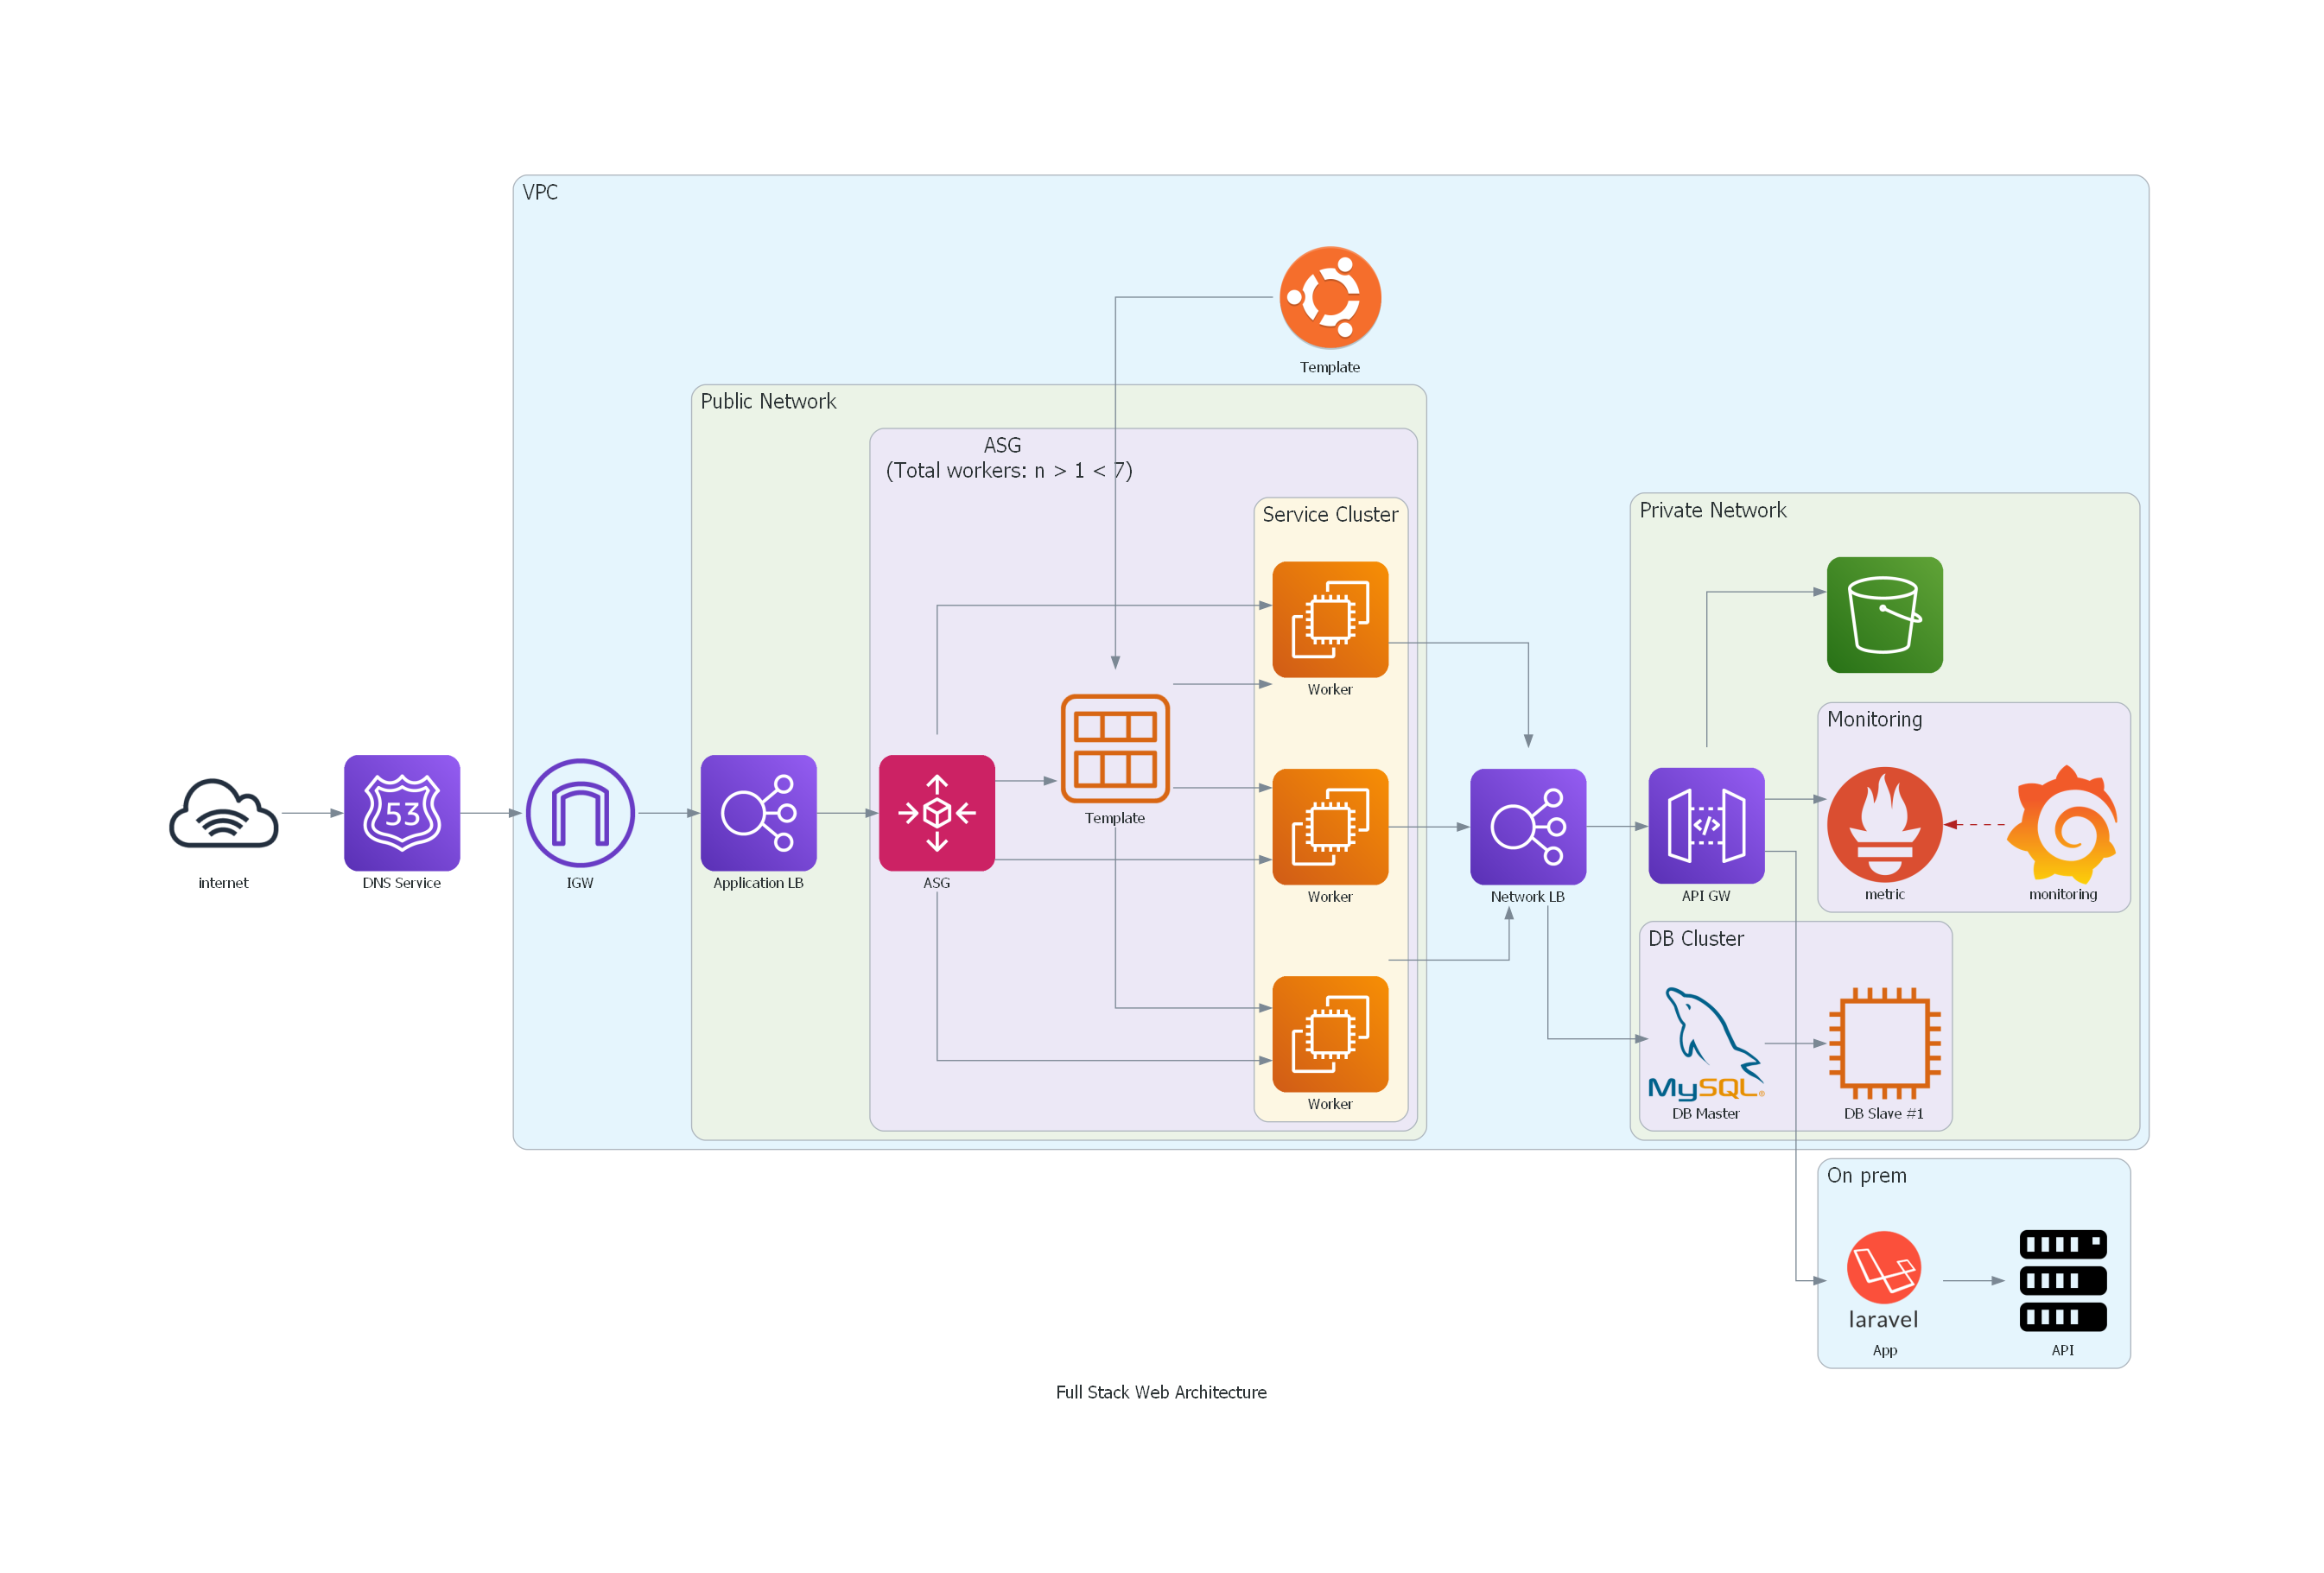 VPC
Template
Public Network
ASG
(Total workers: n > 1 < 7)
Service Cluster
Private Network
Worker
Monitoring
53
Template
internet
DNS Service
IGW
Application LB
ASG
Worker
Network LB
API GW
metric
monitoring
DB Cluster
MySQL®
DB Master
DB Slave #1
Worker
On prem
laravel
App
API
Full Stack Web Architecture